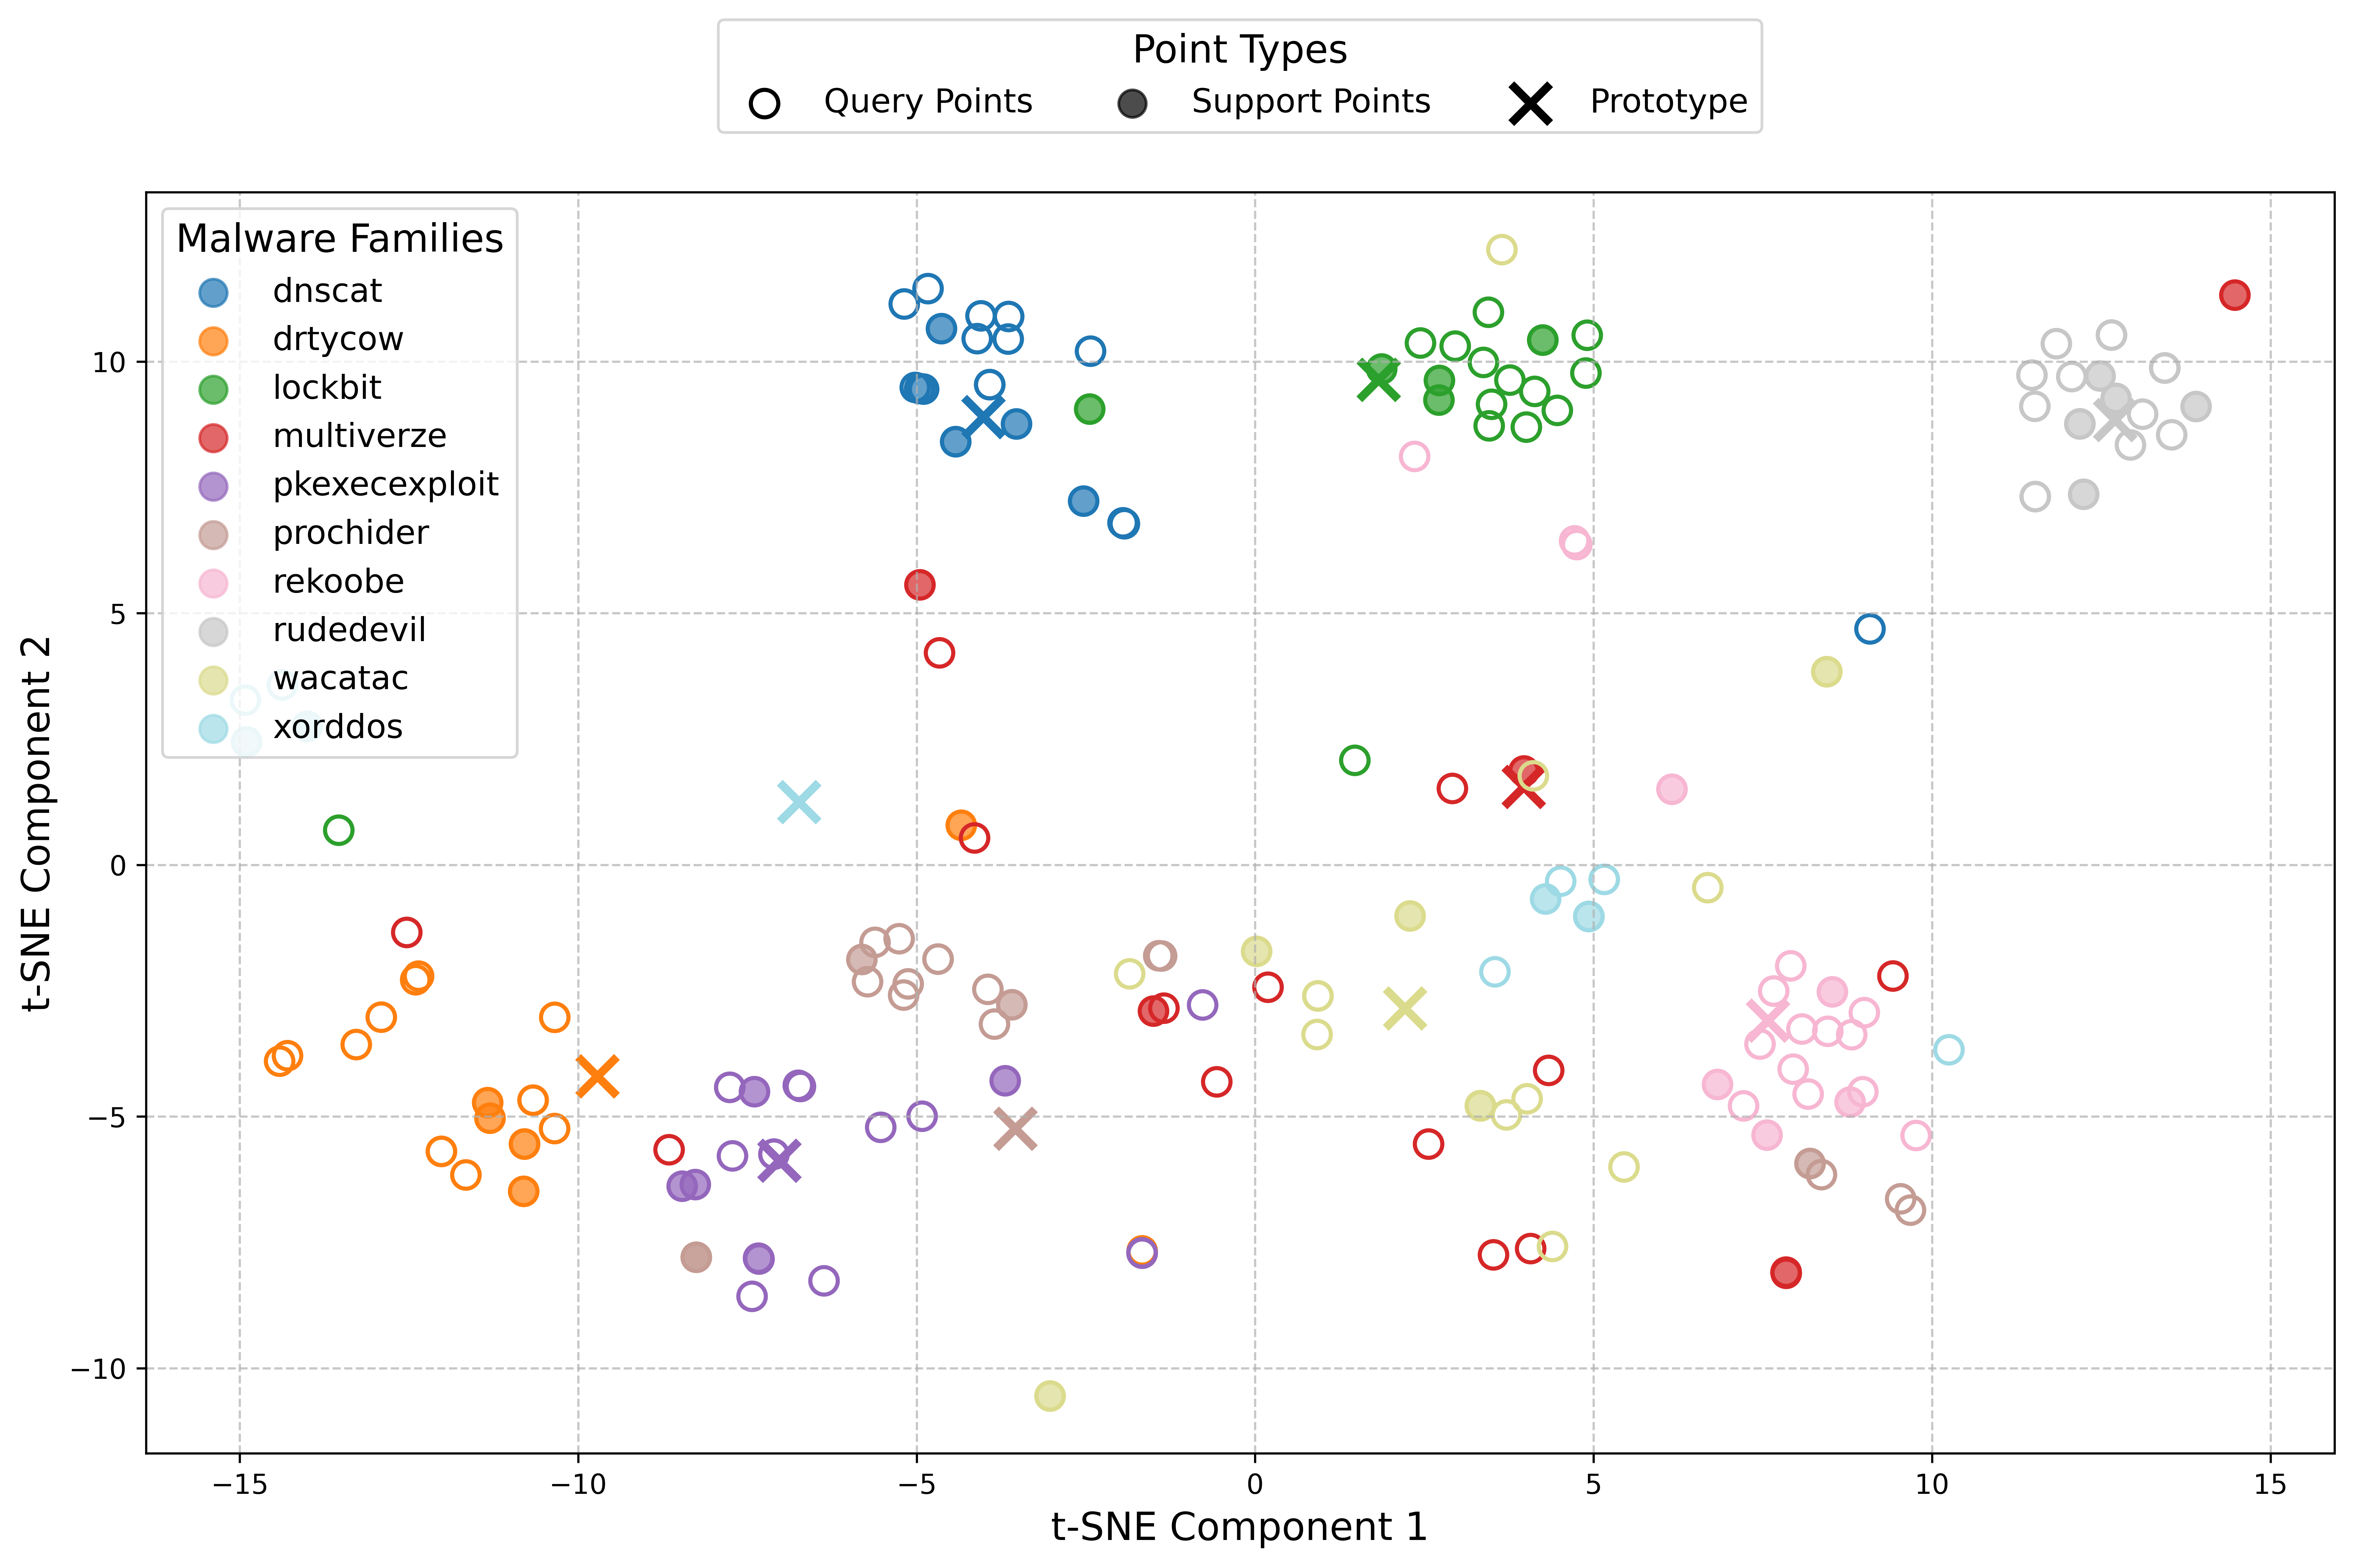 Point Types
Query Points Support Points Prototype
Malware Families
dnscat
drtycow
lockbit
multiverze
pkexecexploit
prochider
rekoobe
rudedevil
wacatac
xorddos
10
5
0
−5
−10
t-SNE Component 2
−15 −10 −5 0 5 10 15
t-SNE Component 1